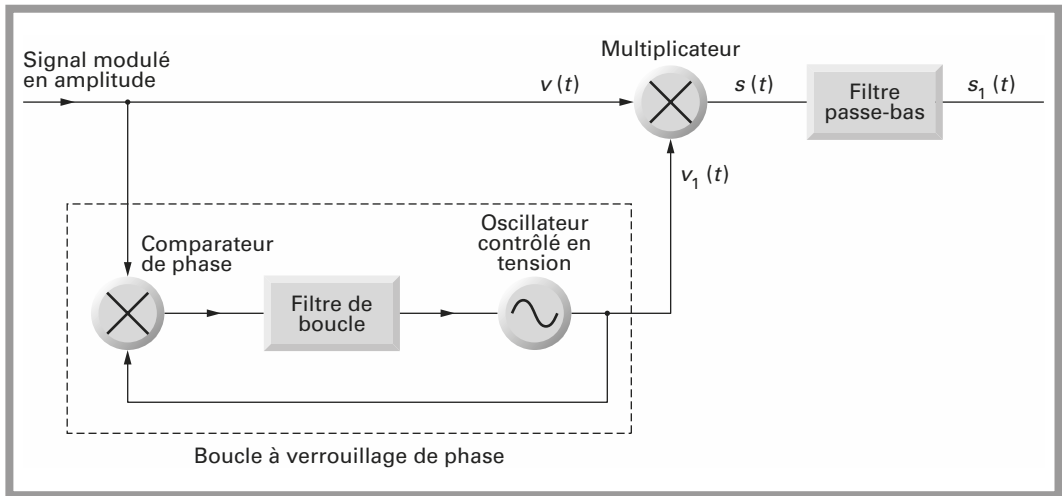 Signal modulé
en amplitude
Multiplicateur
v (t)
s (t)
Filtre
passe-bas
s₁ (t)
v₁ (t)
Comparateur
de phase
Oscillateur
contrôlé en
tension
Filtre de
boucle
Boucle à verrouillage de phase